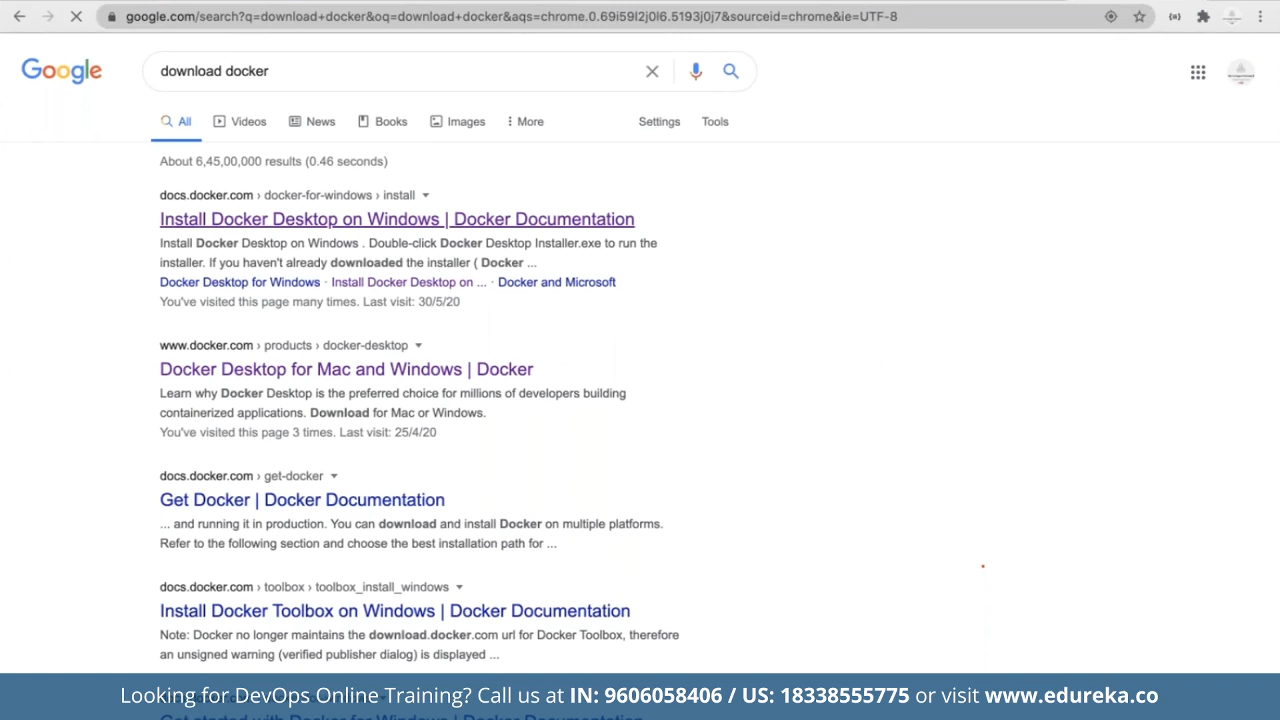 google.com/search?q=download+docker&oq=download+docker&aqs=chrome.0.69i59l2j0l6.5193j0j7&sourceid=chrome&ie=UTF-8
Google
download docker
All Videos News Books Images More Settings Tools
About 6,45,00,000 results (0.46 seconds)
docs.docker.com › docker-for-windows › install
Install Docker Desktop on Windows | Docker Documentation
Install Docker Desktop on Windows . Double-click Docker Desktop Installer.exe to run the
installer. If you haven't already downloaded the installer ( Docker ...
Docker Desktop for Windows · Install Docker Desktop on ... · Docker and Microsoft
You've visited this page many times. Last visit: 30/5/20
www.docker.com › products › docker-desktop
Docker Desktop for Mac and Windows | Docker
Learn why Docker Desktop is the preferred choice for millions of developers building
containerized applications. Download for Mac or Windows.
You've visited this page 3 times. Last visit: 25/4/20
docs.docker.com › get-docker
Get Docker | Docker Documentation
... and running it in production. You can download and install Docker on multiple platforms.
Refer to the following section and choose the best installation path for ...
docs.docker.com › toolbox › toolbox_install_windows
Install Docker Toolbox on Windows | Docker Documentation
Note: Docker no longer maintains the download.docker.com url for Docker Toolbox, therefore
an unsigned warning (verified publisher dialog) is displayed ...
Looking for DevOps Online Training? Call us at IN: 9606058406 / US: 18338555775 or visit www.edureka.co
Get started with Docker for Windows | Docker Documentation